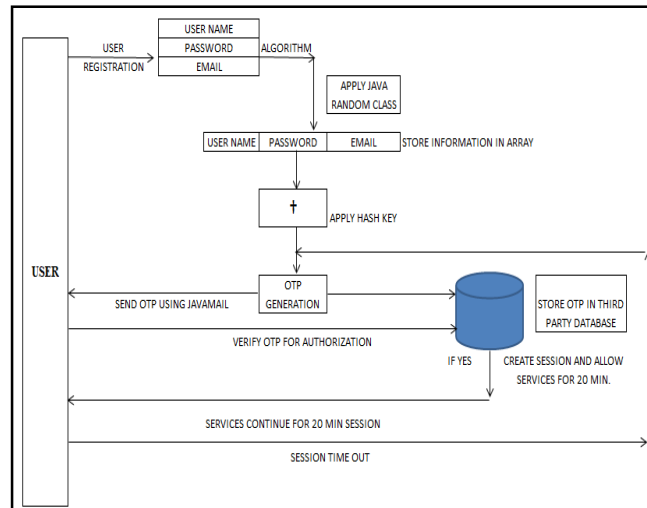 USER NAME
USER
REGISTRATION
PASSWORD
ALGORITHM
EMAIL
APPLY JAVA
RANDOM CLASS
USER NAME PASSWORD EMAIL STORE INFORMATION IN ARRAY
†
APPLY HASH KEY
USER
OTP
GENERATION
SEND OTP USING JAVAMAIL
STORE OTP IN THIRD
PARTY DATABASE
VERIFY OTP FOR AUTHORIZATION
IF YES
CREATE SESSION AND ALLOW
SERVICES FOR 20 MIN.
SERVICES CONTINUE FOR 20 MIN SESSION
SESSION TIME OUT